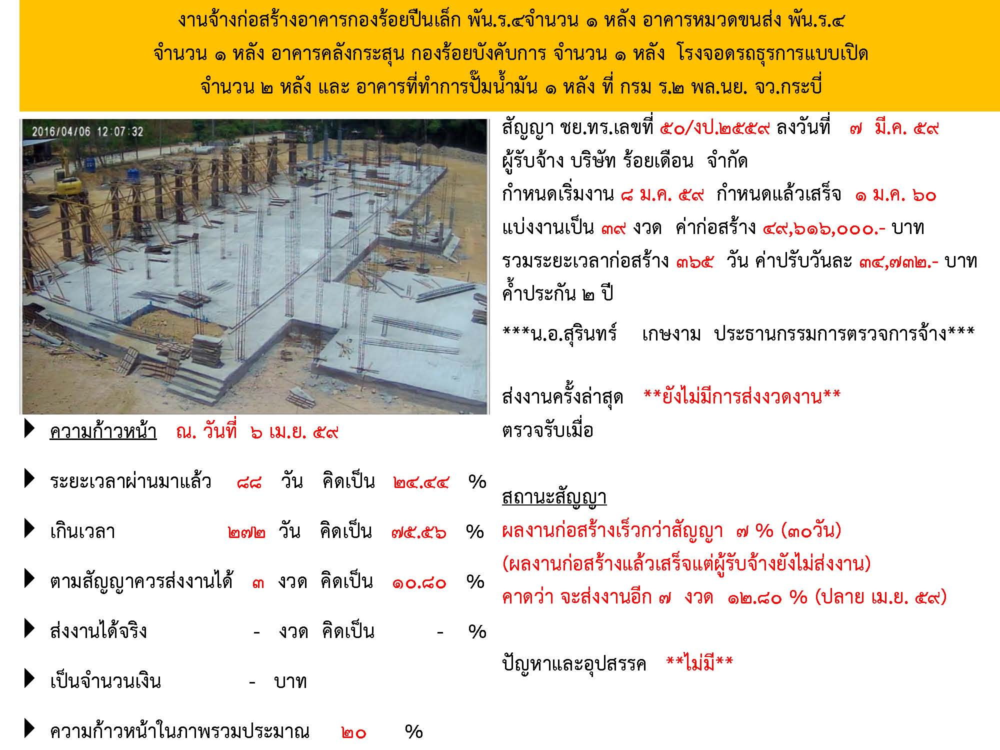 งานจ้างก่อสร้างอาคารกองร้อยปืนเล็ก พัน.ร.๔จำนวน ๑ หลัง อาคารหมวดขนส่ง พัน.ร.๔
จำนวน ๑ หลัง อาคารคลังกระสุน กองร้อยบังคับการ จำนวน ๑ หลัง โรงจอดรถธุรการแบบเปิด
จำนวน ๒ หลัง และ อาคารที่ทำการปั๊มน้ำมัน ๑ หลัง ที่ กรม ร.๒ พล.นย. จว.กระบี่
2016/04/06 12:07:32
ความก้าวหน้า ณ. วันที่ ๖ เม.ย. ๕๙
ระยะเวลาผ่านมาแล้ว ๘๘ วัน คิดเป็น ๒๔.๔๔ %
เกินเวลา ๒๗๒ วัน คิดเป็น ๗๕.๕๖ %
ตามสัญญาควรส่งงานได้ ๓ งวด คิดเป็น ๑๐.๘๐ %
ส่งงานได้จริง - งวด คิดเป็น - %
เป็นจำนวนเงิน - บาท
ความก้าวหน้าในภาพรวมประมาณ ๒๐ %
สัญญา ชย.ทร.เลขที่ ๕๐/งป.๒๕๕๙ ลงวันที่ ๗ มี.ค. ๕๙
ผู้รับจ้าง บริษัท ร้อยเดือน จำกัด
กำหนดเริ่มงาน ๘ ม.ค. ๕๙ กำหนดแล้วเสร็จ ๑ ม.ค. ๖๐
แบ่งงานเป็น ๓๙ งวด ค่าก่อสร้าง ๔๙,๖๑๖,๐๐๐.- บาท
รวมระยะเวลาก่อสร้าง ๓๖๕ วัน ค่าปรับวันละ ๓๔,๗๓๒.- บาท
ค้ำประกัน ๒ ปี
***น.อ.สุรินทร์ เกษงาม ประธานกรรมการตรวจการจ้าง***
ส่งงานครั้งล่าสุด **ยังไม่มีการส่งงวดงาน**
ตรวจรับเมื่อ
สถานะสัญญา
ผลงานก่อสร้างเร็วกว่าสัญญา ๗ % (๓๐วัน)
(ผลงานก่อสร้างแล้วเสร็จแต่ผู้รับจ้างยังไม่ส่งงาน)
คาดว่า จะส่งงานอีก ๗ งวด ๑๒.๘๐ % (ปลาย เม.ย. ๕๙)
ปัญหาและอุปสรรค **ไม่มี**